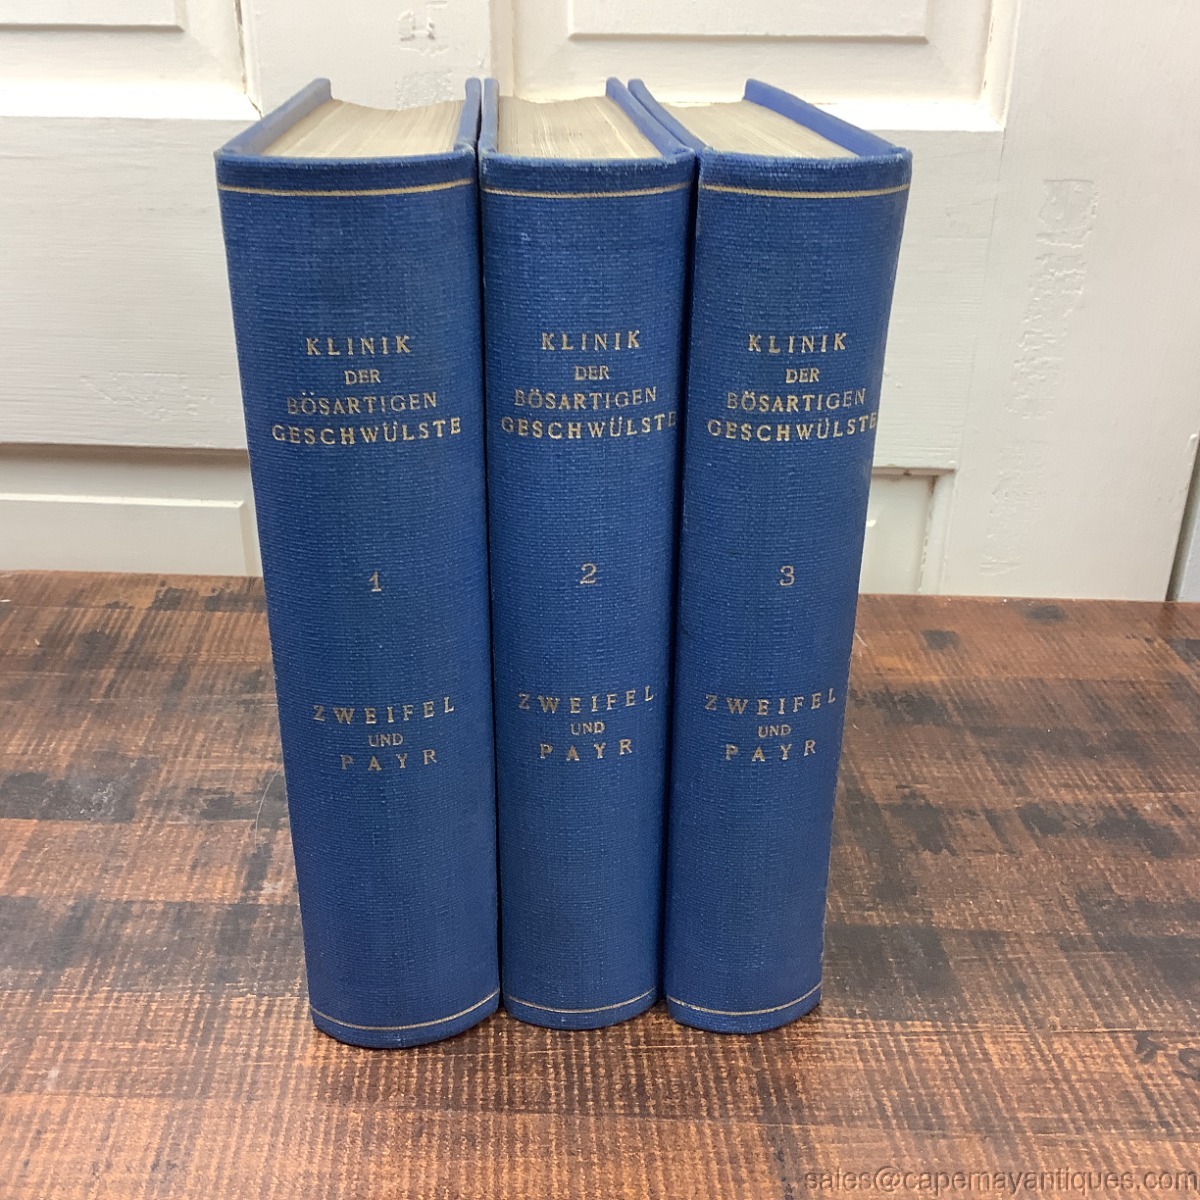 KLINIK
DER
BÖSARTIGEN
GESCHWÜLSTE
1
ZWEIFEL
UND
PAYR
KLINIK
DER
BÖSARTIGEN
GESCHWÜLSTE
2
ZWEIFEL
UND
PAYR
KLINIK
DER
BÖSARTIGEN
GESCHWÜLSTE
3
ZWEIFEL
UND
PAYR
sales@capemayantiques.com